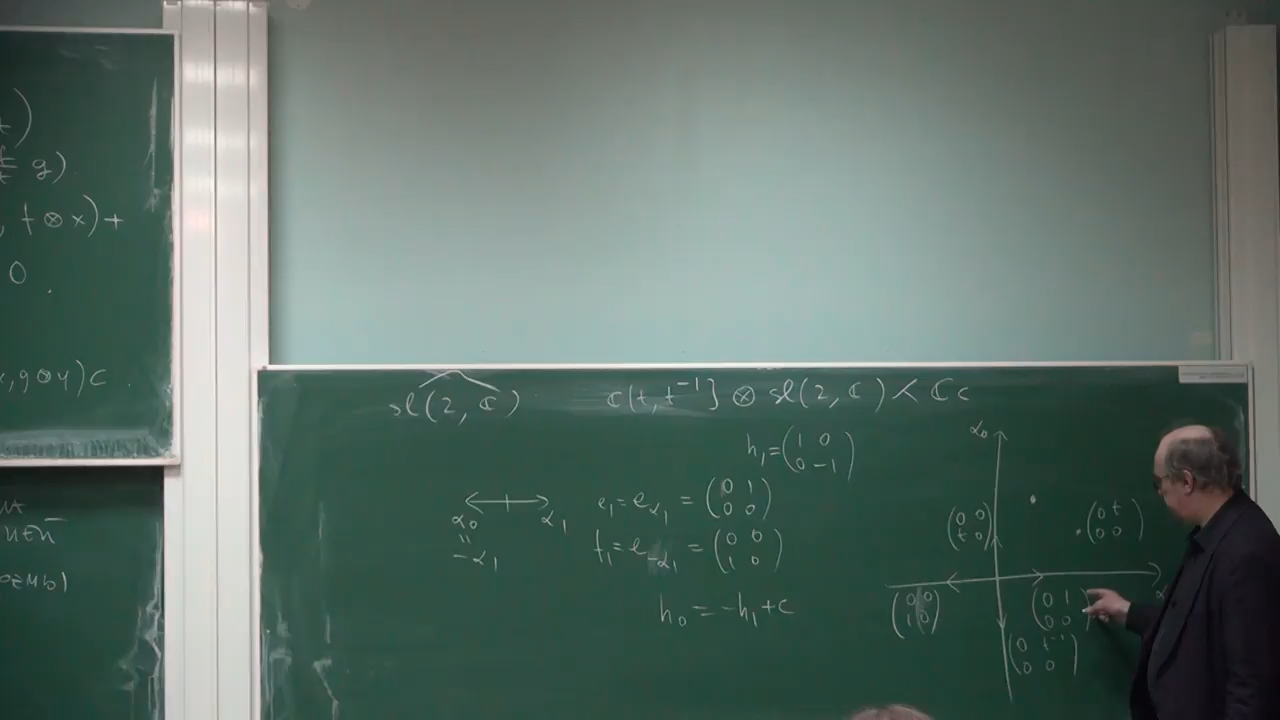 t)
g)
, t ⊗ x) +
0 .
, g ⊗ y) c .
sl(2, ℂ)^
ℂ[t, t⁻¹] ⊗ sl(2, ℂ) ⋌ ℂc
h₁ = (1 0
0 -1)
e₁ = e_α₁ = (0 1
0 0)
f₁ = e_-α₁ = (0 0
1 0)
h₀ = -h₁ + c
α₀ α₁
"
-α₁
α₀
(0 0
t 0)
(0 t
0 0)
(0 0
1 0)
(0 1
0 0)
(0 t⁻¹
0 0)